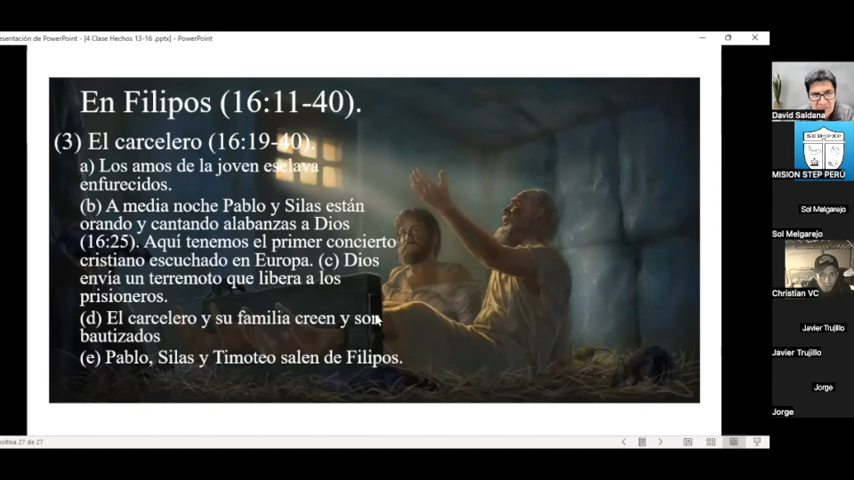 esentación de PowerPoint - [4 Clase Hechos 13-16 .pptx] - PowerPoint
En Filipos (16:11-40).
(3) El carcelero (16:19-40).
a) Los amos de la joven esclava
enfurecidos.
(b) A media noche Pablo y Silas están
orando y cantando alabanzas a Dios
(16:25). Aquí tenemos el primer concierto
cristiano escuchado en Europa. (c) Dios
envía un terremoto que libera a los
prisioneros.
(d) El carcelero y su familia creen y son
bautizados
(e) Pablo, Silas y Timoteo salen de Filipos.
ositiva 27 de 27
David Saldana
MISION STEP PERÚ
Sol Malgarejo
Sol Malgarejo
Christian VC
Javier Trujillo
Javier Trujillo
Jorge
Jorge